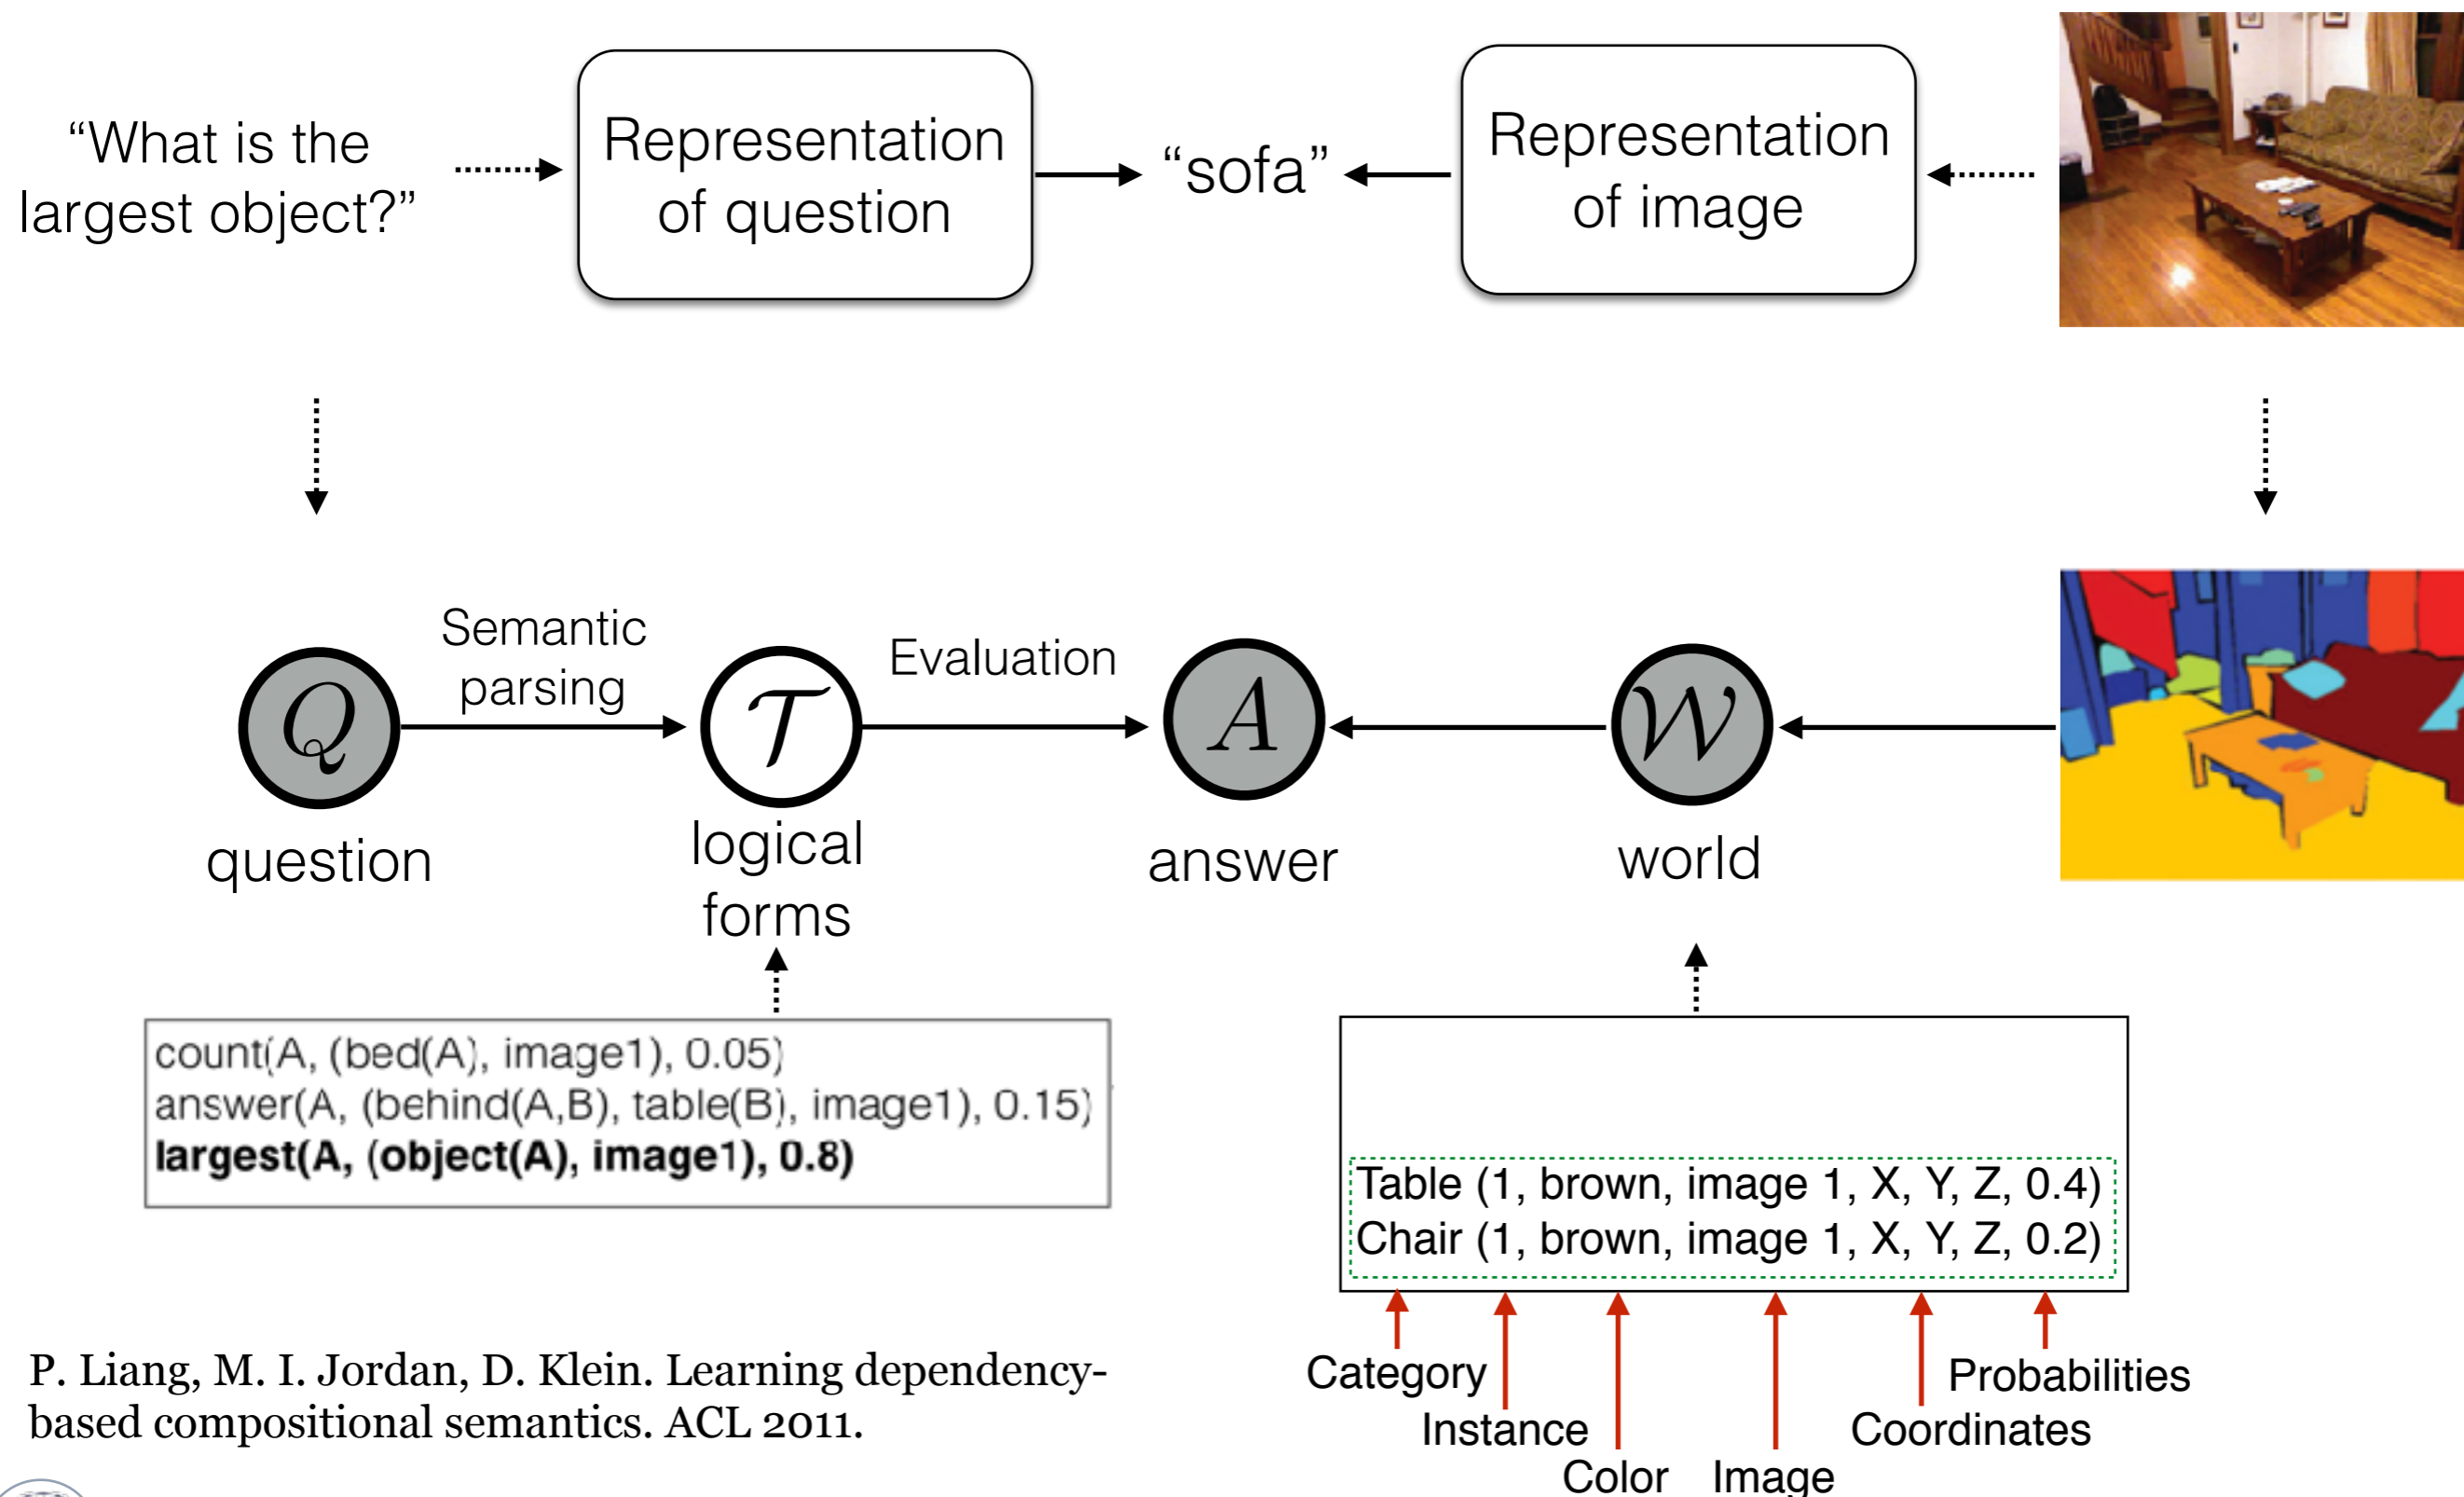 “What is the
largest object?”
Representation
of question
“sofa”
Representation
of image
Semantic
parsing
Evaluation
Q
T
A
W
question
logical
forms
answer
world
count(A, (bed(A), image1), 0.05)
answer(A, (behind(A,B), table(B), image1), 0.15)
largest(A, (object(A), image1), 0.8)
Table (1, brown, image 1, X, Y, Z, 0.4)
Chair (1, brown, image 1, X, Y, Z, 0.2)
Category
Probabilities
Instance
Coordinates
Color
Image
P. Liang, M. I. Jordan, D. Klein. Learning dependency-
based compositional semantics. ACL 2011.